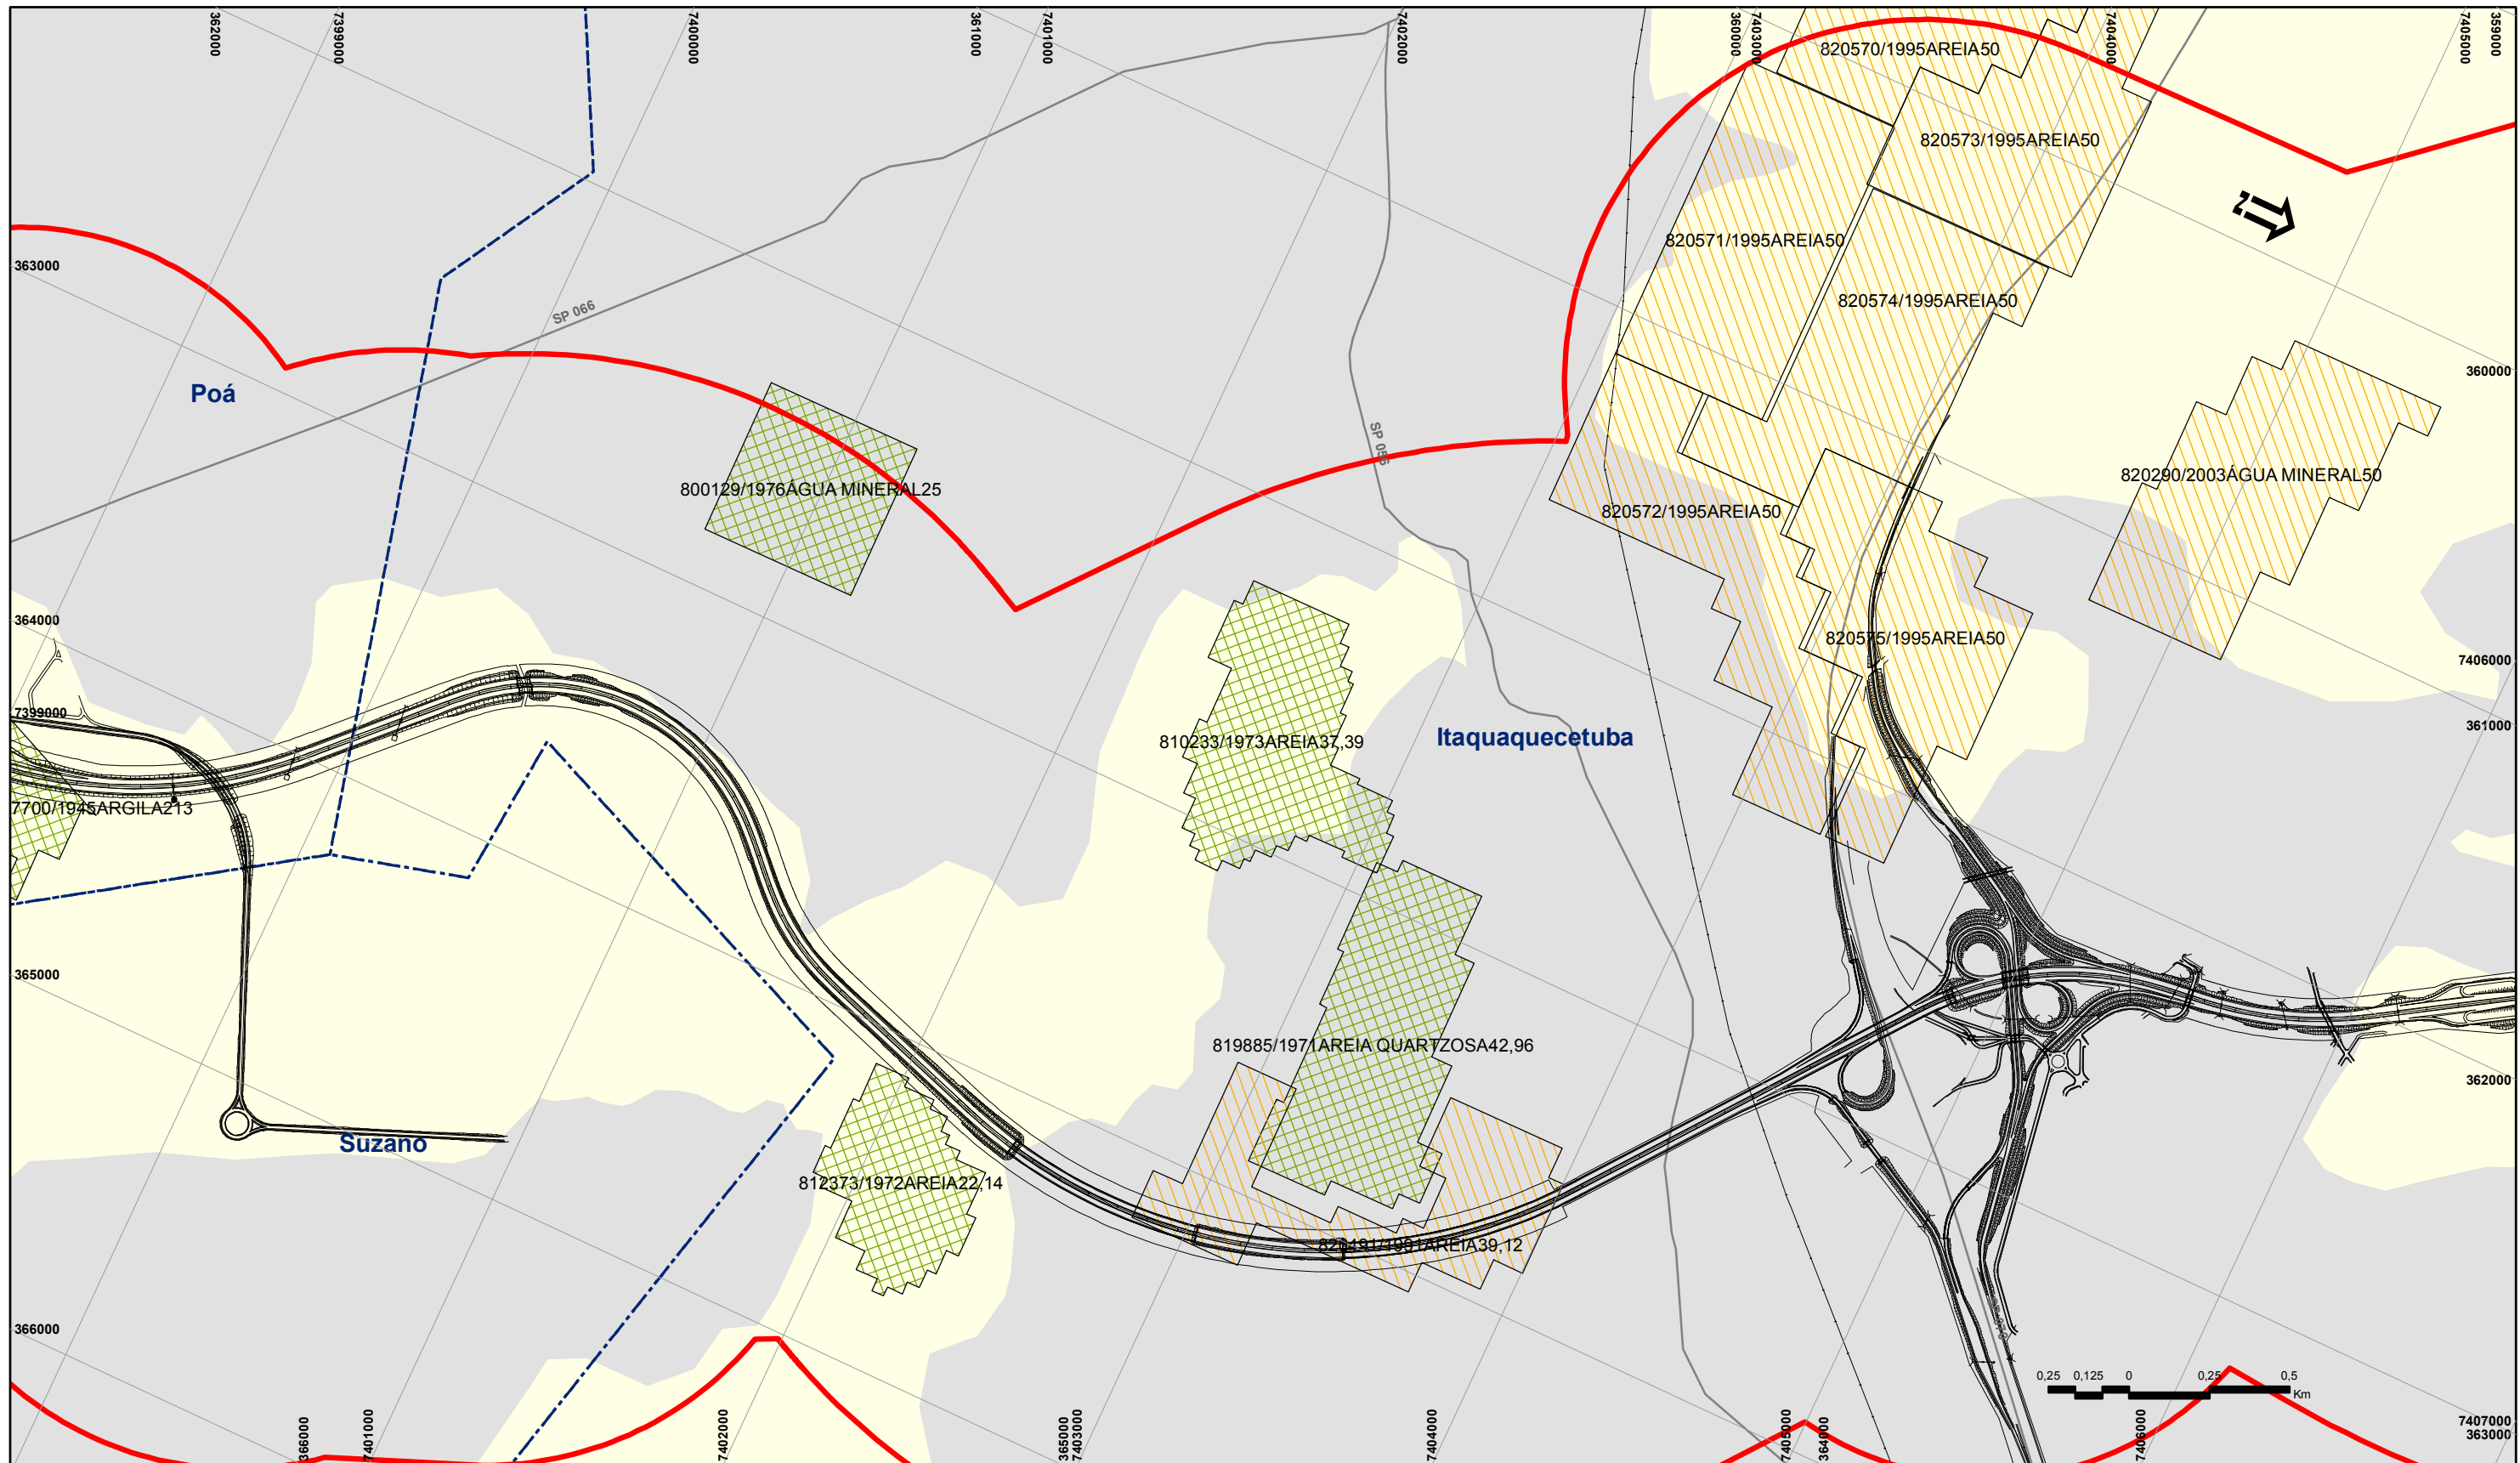 362000
7399000
7400000
361000
7401000
7402000
360000
7403000
7404000
7405000
359000
820570/1995AREIA50
820573/1995AREIA50
N
820571/1995AREIA50
363000
820574/1995AREIA50
SP 066
360000
Poá
SP 056
820290/2003ÁGUA MINERAL50
800129/1976ÁGUA MINERAL25
820572/1995AREIA50
364000
820575/1995AREIA50
7406000
7399000
361000
810233/1973AREIA37,39
Itaquaquecetuba
7700/1945ARGILA213
365000
819885/1971AREIA QUARTZOSA42,96
362000
Suzano
812373/1972AREIA22,14
366000
0,25 0,125 0 0,25 0,5
Km
366000
7401000
7402000
365000
7403000
7404000
7405000
364000
7406000
7407000
363000